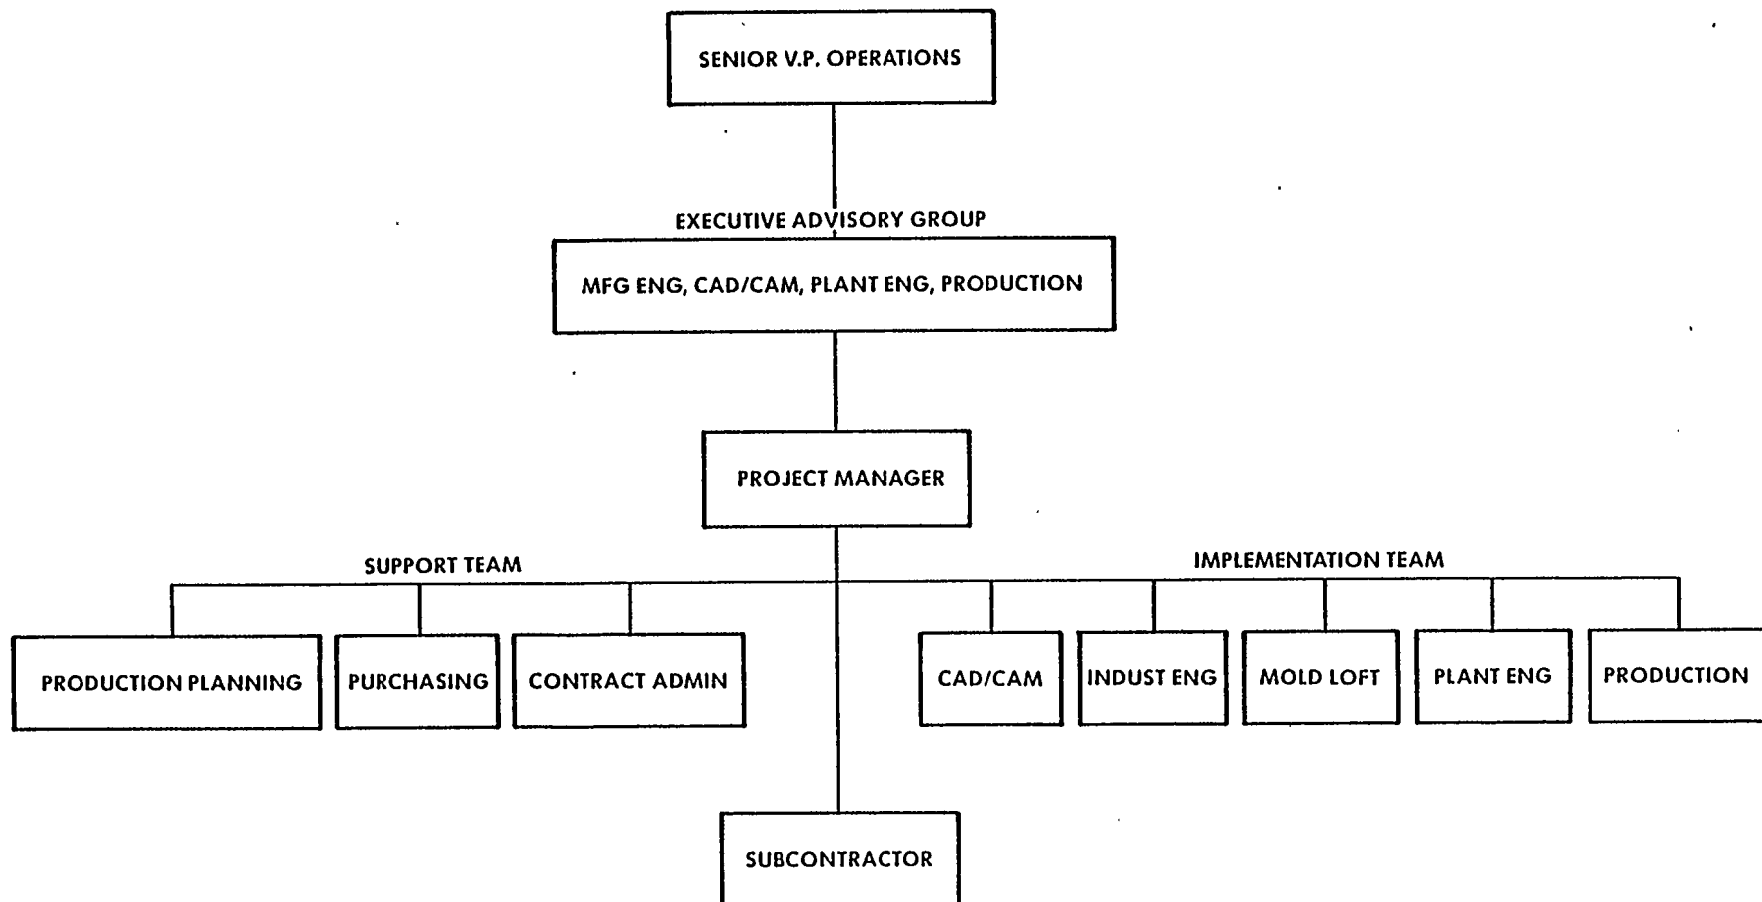 SENIOR V.P. OPERATIONS
EXECUTIVE ADVISORY GROUP
MFG ENG, CAD/CAM, PLANT ENG, PRODUCTION
PROJECT MANAGER
SUPPORT TEAM
IMPLEMENTATION TEAM
PRODUCTION PLANNING
PURCHASING
CONTRACT ADMIN
CAD/CAM
INDUST ENG
MOLD LOFT
PLANT ENG
PRODUCTION
SUBCONTRACTOR